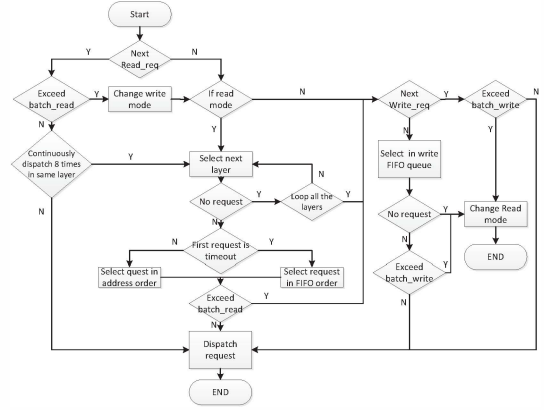 Start
Next
Read_req
Y
N
Exceed
batch_read
Y
Change write
mode
If read
mode
N
Next
Write_req
Y
Exceed
batch_write
N
N
Y
N
Y
Continuously
dispatch 8 times
in same layer
Y
Select next
layer
Select in write
FIFO queue
N
No request
Y
Loop all the
layers
Y
No request
Y
Change Read
mode
N
N
N
First request is
timeout
Y
N
Exceed
batch_write
Y
END
Select quest in
address order
Select request
in FIFO order
Exceed
batch_read
Y
N
N
Dispatch
request
END